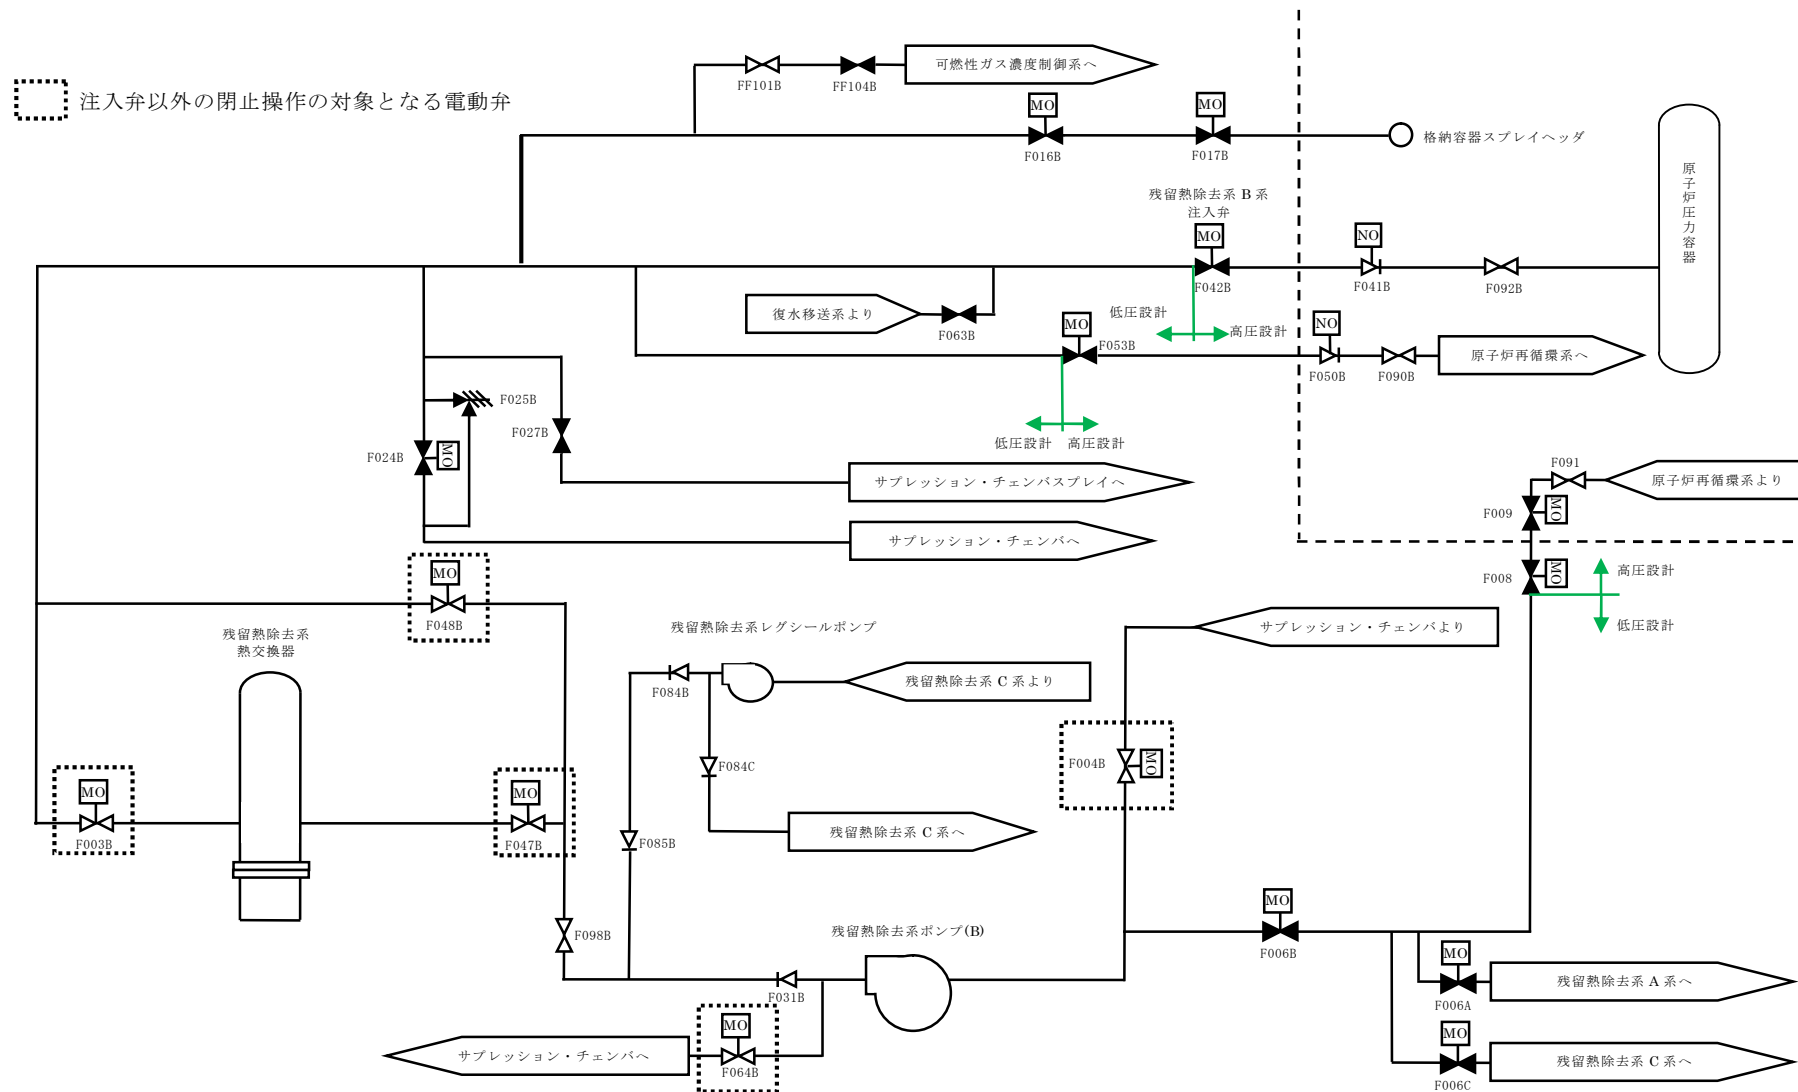 可燃性ガス濃度制御系へ
FF101B
FF104B
注入弁以外の閉止操作の対象となる電動弁
MO
MO
F016B
F017B
格納容器スプレイヘッダ
原子炉圧力容器
残留熱除去系 B 系
注入弁
MO
NO
F042B
F041B
F092B
復水移送系より
F063B
低圧設計
高圧設計
MO
F053B
NO
F050B
F090B
原子炉再循環系へ
F025B
F027B
F024B
MO
低圧設計
高圧設計
サプレッション・チェンバスプレイへ
サプレッション・チェンバへ
F091
原子炉再循環系より
F009
MO
F008
MO
高圧設計
低圧設計
MO
F048B
残留熱除去系
熱交換器
残留熱除去系レグシールポンプ
サプレッション・チェンバより
F084B
残留熱除去系 C 系より
F084C
F004B
MO
MO
F003B
MO
F047B
F085B
残留熱除去系 C 系へ
F098B
残留熱除去系ポンプ(B)
MO
F006B
F031B
MO
F006A
残留熱除去系 A 系へ
サプレッション・チェンバへ
MO
F064B
MO
F006C
残留熱除去系 C 系へ